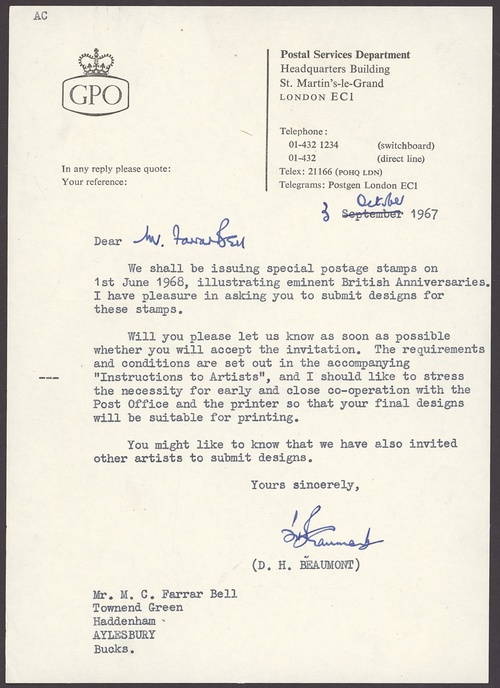 AC
GPO
Postal Services Department
Headquarters Building
St. Martin's-le-Grand
LONDON EC1
Telephone:
01-432 1234 (switchboard)
01-432 (direct line)
Telex: 21166 (POHQ LDN)
Telegrams: Postgen London EC1
In any reply please quote:
Your reference:
October
3 September 1967
Dear Mr. Farrar Bell
We shall be issuing special postage stamps on
1st June 1968, illustrating eminent British Anniversaries.
I have pleasure in asking you to submit designs for
these stamps.
Will you please let us know as soon as possible
whether you will accept the invitation. The requirements
and conditions are set out in the accompanying
"Instructions to Artists", and I should like to stress
the necessity for early and close co-operation with the
Post Office and the printer so that your final designs
will be suitable for printing.
You might like to know that we have also invited
other artists to submit designs.
Yours sincerely,
Beaumont
(D. H. BEAUMONT)
Mr. M. C. Farrar Bell
Townend Green
Haddenham
AYLESBURY
Bucks.